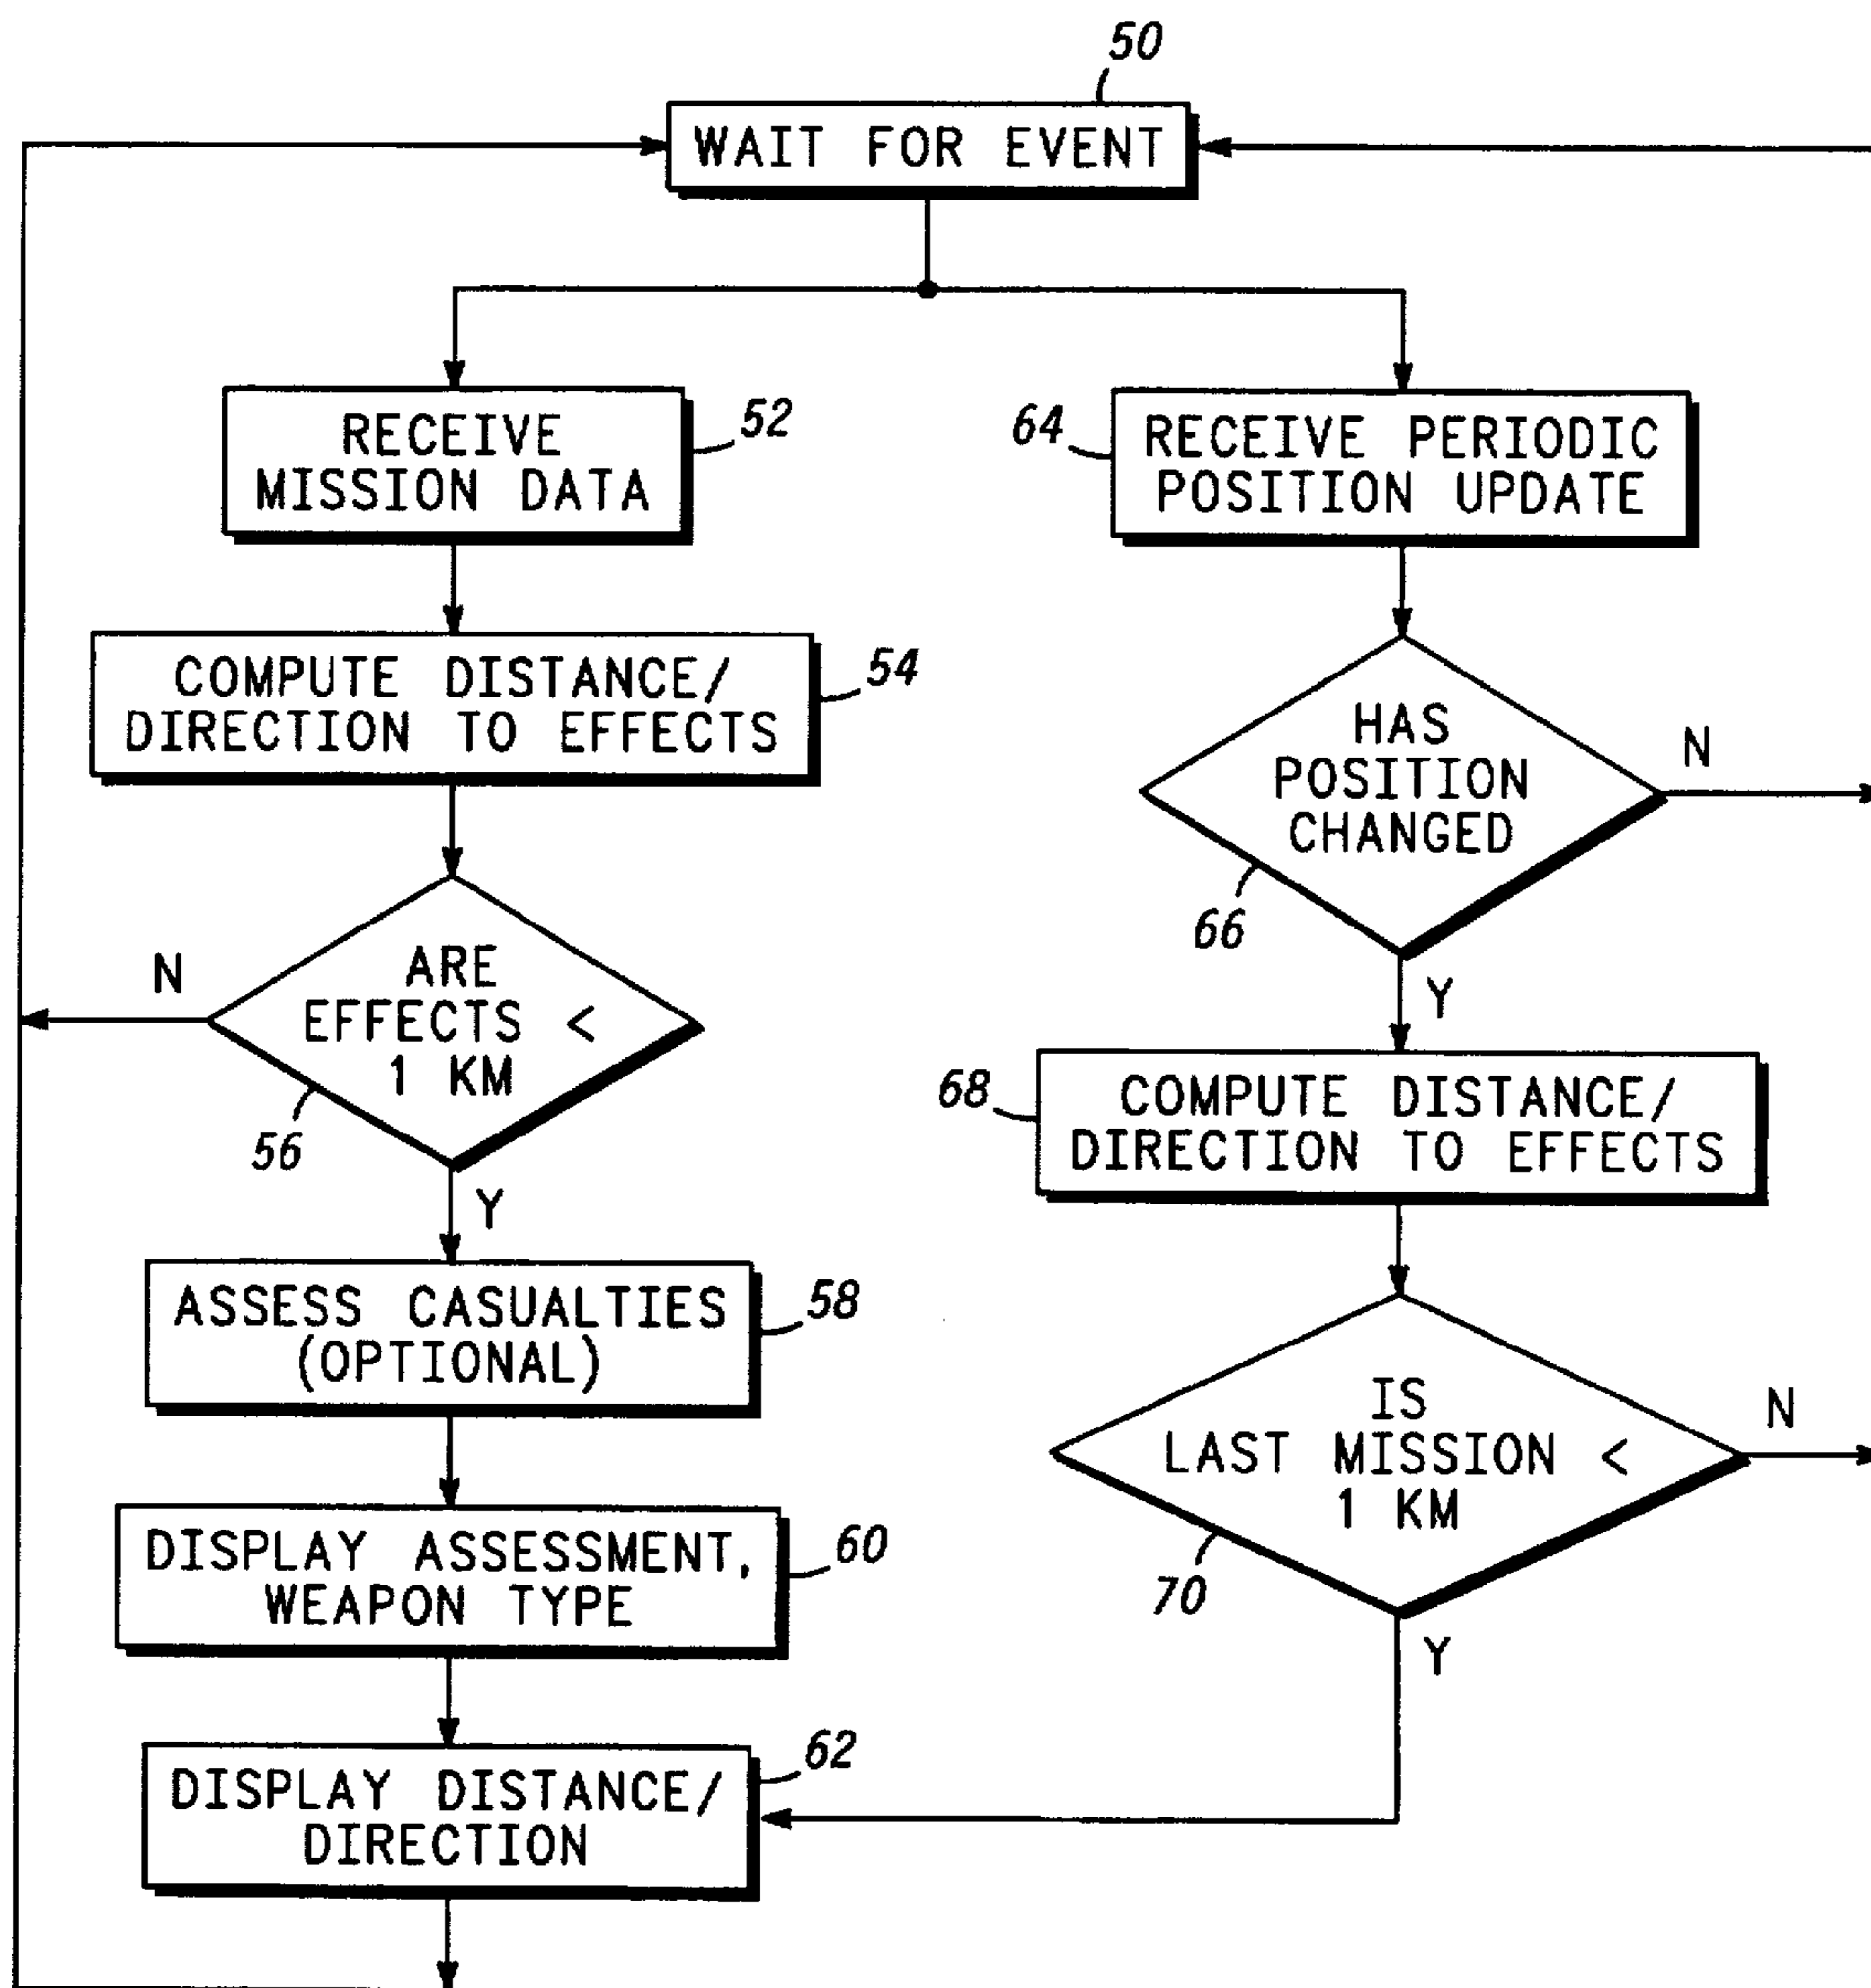 50
WAIT FOR EVENT
RECEIVE
MISSION DATA
52
COMPUTE DISTANCE/
DIRECTION TO EFFECTS
54
ARE
EFFECTS <
1 KM
N
56
Y
ASSESS CASUALTIES
(OPTIONAL)
58
DISPLAY ASSESSMENT,
WEAPON TYPE
60
DISPLAY DISTANCE/
DIRECTION
62
64
RECEIVE PERIODIC
POSITION UPDATE
HAS
POSITION
CHANGED
N
66
Y
68
COMPUTE DISTANCE/
DIRECTION TO EFFECTS
IS
LAST MISSION <
1 KM
N
70
Y